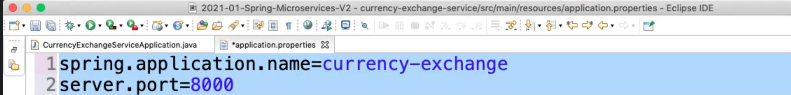 2021-01-Spring-Microservices-V2 - currency-exchange-service/src/main/resources/application.properties - Eclipse IDE
CurrencyExchangeServiceApplication.java *application.properties
1 spring.application.name=currency-exchange
2 server.port=8000